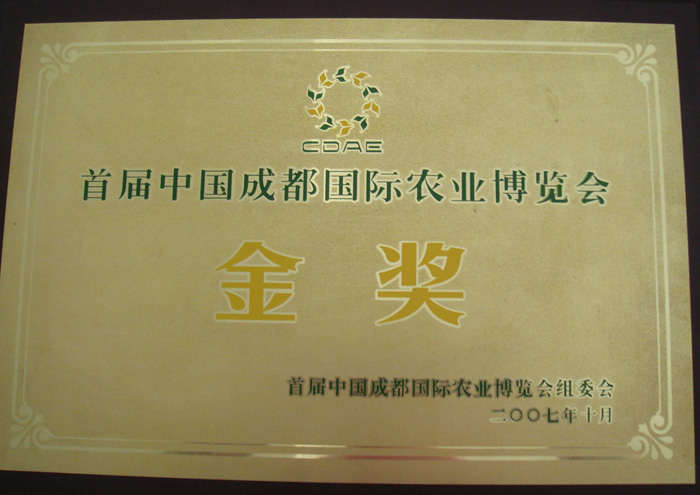 CDAE
首届中国成都国际农业博览会
金奖
首届中国成都国际农业博览会组委会
二〇〇七年十月